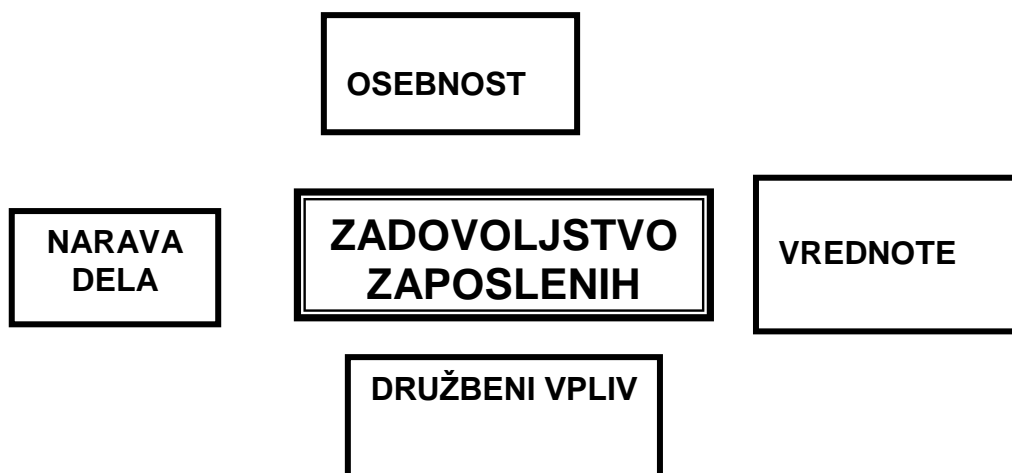 OSEBNOST
NARAVA
DELA
ZADOVOLJSTVO
ZAPOSLENIH
VREDNOTE
DRUŽBENI VPLIV